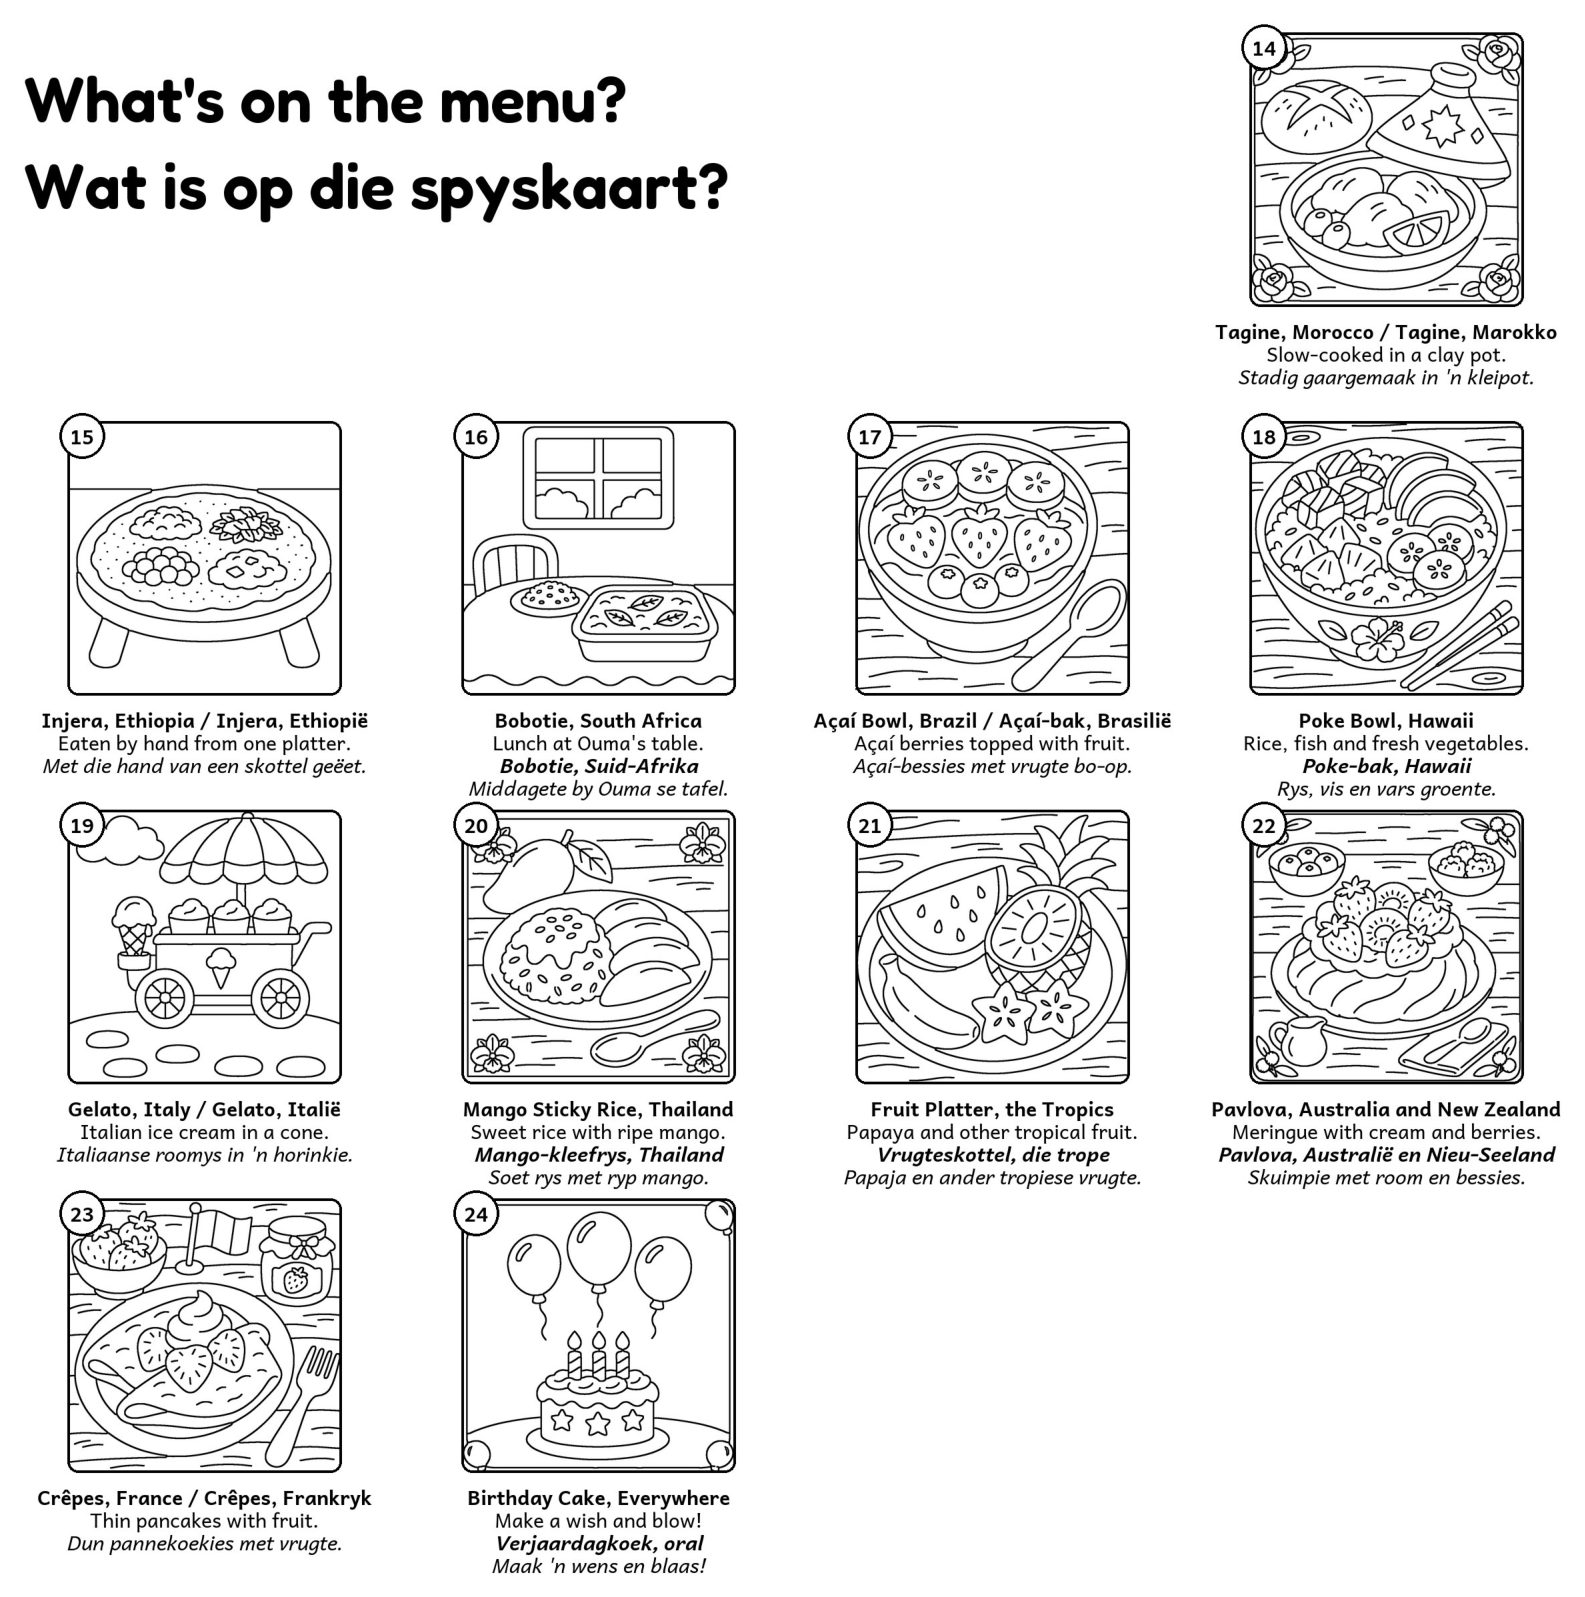 What's on the menu?
Wat is op die spyskaart?
14
Tagine, Morocco / Tagine, Marokko
Slow-cooked in a clay pot.
Stadig gaargemaak in 'n kleipot.
15
Injera, Ethiopia / Injera, Ethiopië
Eaten by hand from one platter.
Met die hand van een skottel geëet.
16
Bobotie, South Africa
Lunch at Ouma's table.
Bobotie, Suid-Afrika
Middagete by Ouma se tafel.
17
Açaí Bowl, Brazil / Açaí-bak, Brasilië
Açaí berries topped with fruit.
Açaí-bessies met vrugte bo-op.
18
Poke Bowl, Hawaii
Rice, fish and fresh vegetables.
Poke-bak, Hawaii
Rys, vis en vars groente.
19
Gelato, Italy / Gelato, Italië
Italian ice cream in a cone.
Italiaanse roomys in 'n horinkie.
20
Mango Sticky Rice, Thailand
Sweet rice with ripe mango.
Mango-kleefrys, Thailand
Soet rys met ryp mango.
21
Fruit Platter, the Tropics
Papaya and other tropical fruit.
Vrugteskottel, die trope
Papaja en ander tropiese vrugte.
22
Pavlova, Australia and New Zealand
Meringue with cream and berries.
Pavlova, Australië en Nieu-Seeland
Skuimpie met room en bessies.
23
Crêpes, France / Crêpes, Frankryk
Thin pancakes with fruit.
Dun pannekoekies met vrugte.
24
Birthday Cake, Everywhere
Make a wish and blow!
Verjaardagkoek, oral
Maak 'n wens en blaas!